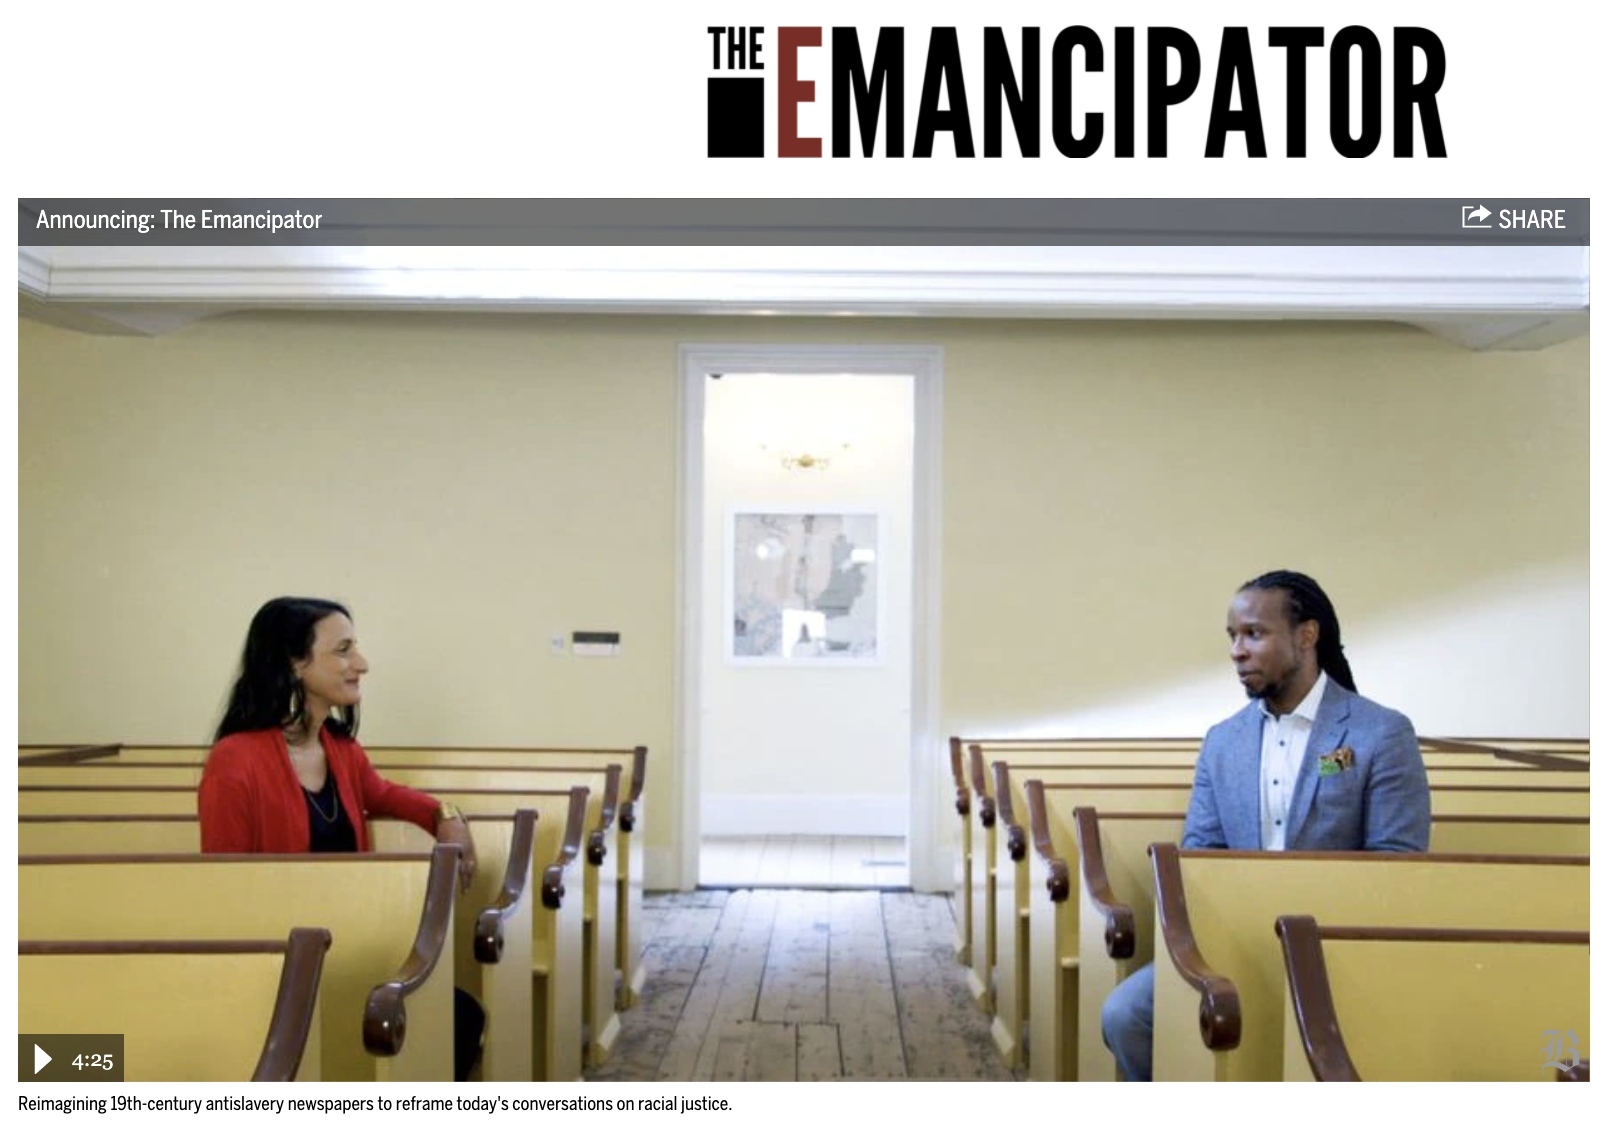 THE EMANCIPATOR
Announcing: The Emancipator
SHARE
4:25
B
Reimagining 19th-century antislavery newspapers to reframe today's conversations on racial justice.